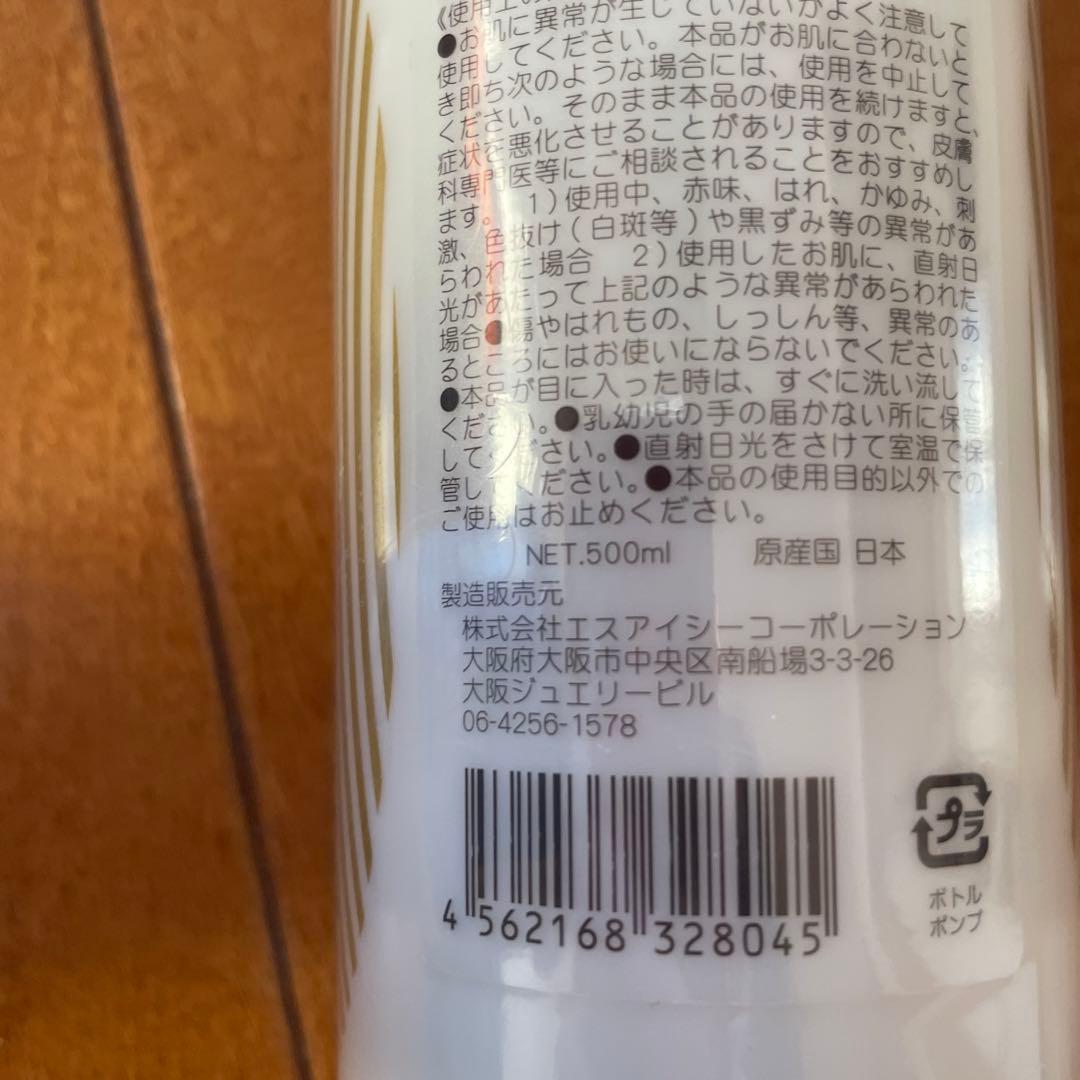 《使用上の
●お肌に異常が生じていないかよく注意して
使用してください。本品がお肌に合わないと
き即ち次のような場合には、使用を中止して
ください。そのまま本品の使用を続けますと、
症状を悪化させることがありますので、皮膚
科専門医等にご相談されることをおすすめし
ます。 1)使用中、赤味、はれ、かゆみ、刺
激、色抜け(白斑等)や黒ずみ等の異常があ
らわれた場合 2)使用したお肌に、直射日
光があたって上記のような異常があらわれた
場合●傷やはれもの、しっしん等、異常のあ
るところにはお使いにならないでください。
●本品が目に入った時は、すぐに洗い流して
ください。●乳幼児の手の届かない所に保管
してください。●直射日光をさけて室温で保
管してください。●本品の使用目的以外での
ご使用はお止めください。
NET.500ml 原産国 日本
製造販売元
株式会社エスアイシーコーポレーション
大阪府大阪市中央区南船場3-3-26
大阪ジュエリービル
06-4256-1578
プラ
ボトル
ポンプ
4 562168 328045